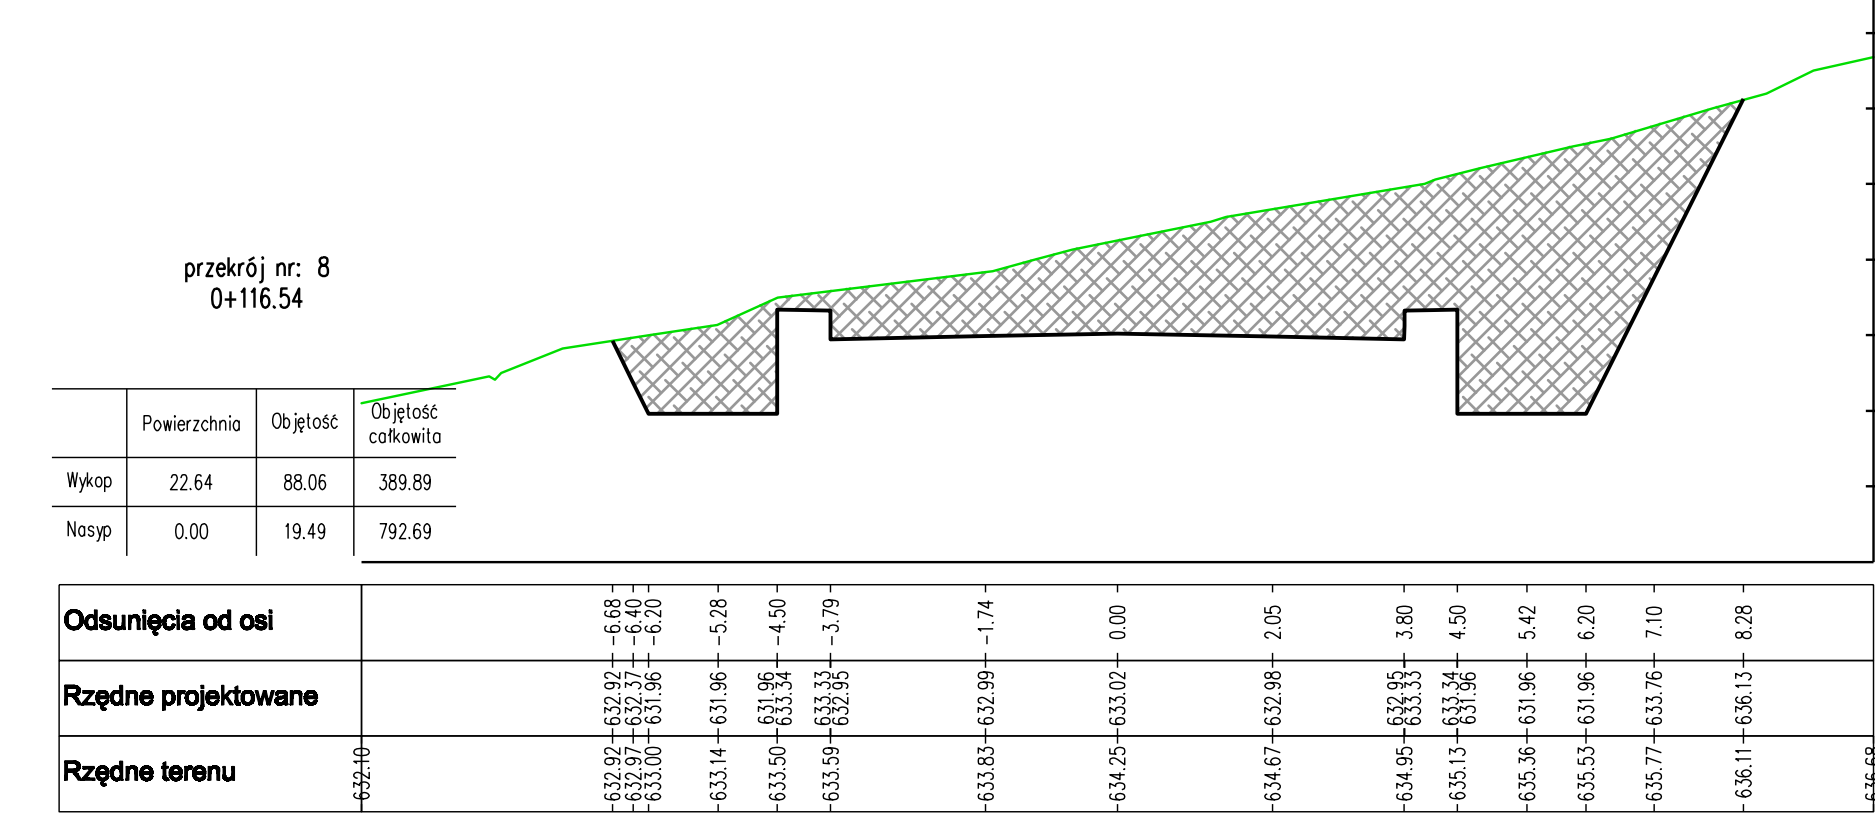 przekrój nr: 8
0+116.54
Powierzchnia Objętość Objętość
całkowita
Wykop 22.64 88.06 389.89
Nasyp 0.00 19.49 792.69
Odsunięcia od osi -6.68 -6.40 -6.20 -5.28 -4.50 -3.79 -1.74 0.00 2.05 3.80 4.50 5.42 6.20 7.10 8.28
Rzędne projektowane 632.92 632.37 631.96 631.96 631.96 633.34 633.33 632.95 632.99 633.02 632.98 632.95 633.33 633.34 631.96 631.96 631.96 633.76 636.13
Rzędne terenu 632.10 632.92 632.97 633.00 633.14 633.50 633.59 633.83 634.25 634.67 634.95 635.13 635.36 635.53 635.77 636.11 636.68